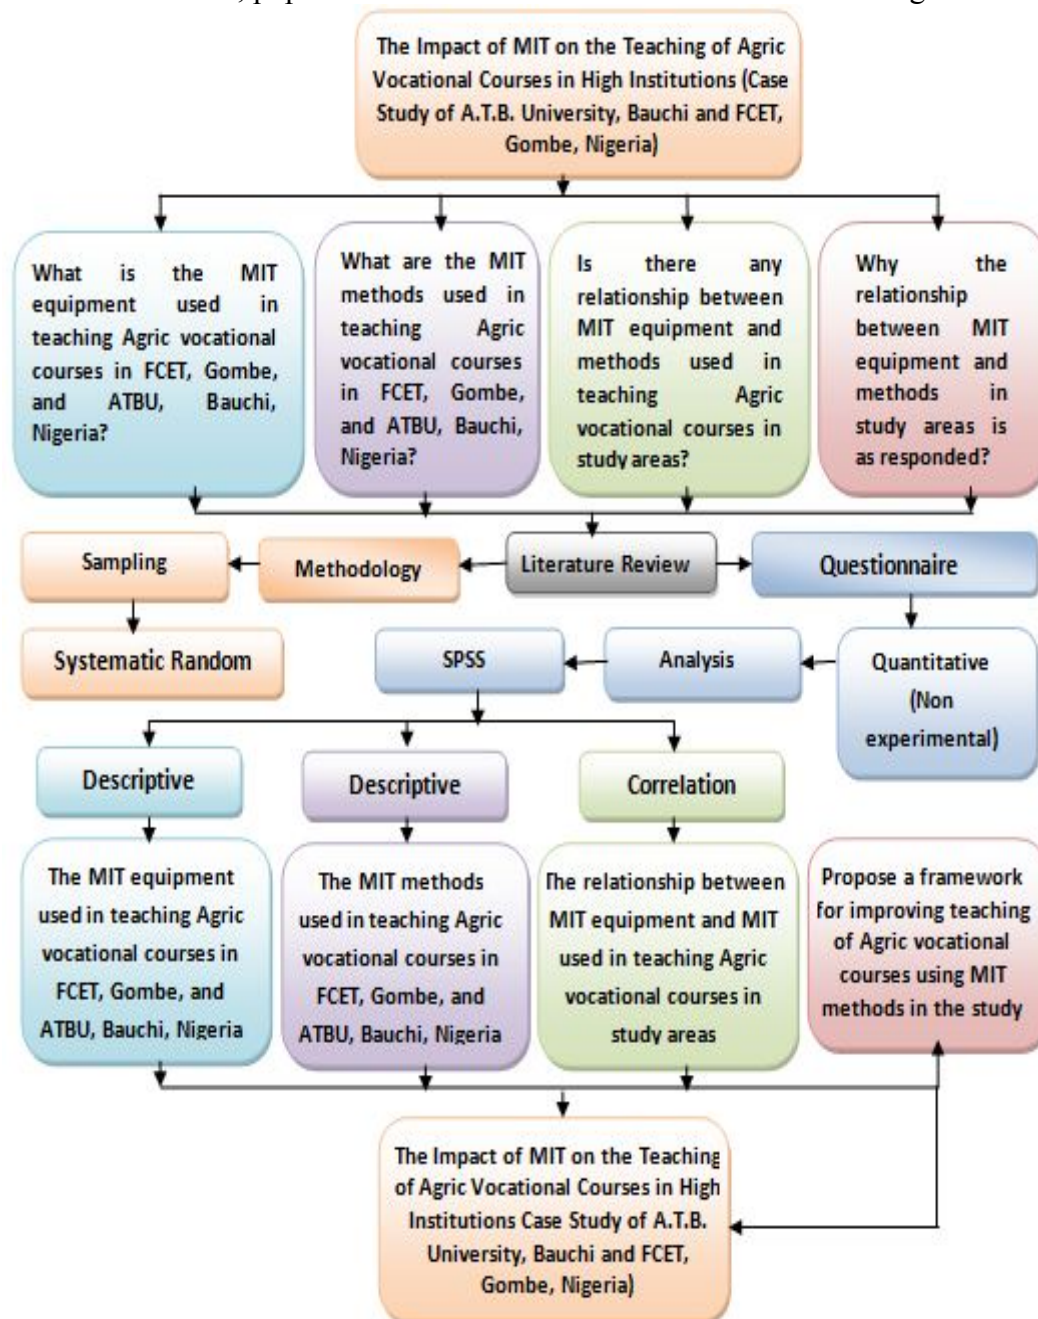 The Impact of MIT on the Teaching of Agric
Vocational Courses in High Institutions (Case
Study of A.T.B. University, Bauchi and FCET,
Gombe, Nigeria)
What is the MIT
equipment used in
teaching Agric vocational
courses in FCET, Gombe,
and ATBU, Bauchi,
Nigeria?
What are the MIT
methods used in
teaching Agric
vocational courses
in FCET, Gombe,
and ATBU, Bauchi,
Nigeria?
Is there any
relationship between
MIT equipment and
methods used in
teaching Agric
vocational courses in
study areas?
Why the
relationship
between MIT
equipment and
methods in
study areas is
as responded?
Sampling
Methodology
Literature Review
Questionnaire
Systematic Random
SPSS
Analysis
Quantitative
(Non
experimental)
Descriptive
Descriptive
Correlation
The MIT equipment
used in teaching Agric
vocational courses in
FCET, Gombe, and
ATBU, Bauchi, Nigeria
The MIT methods
used in teaching Agric
vocational courses in
FCET, Gombe, and
ATBU, Bauchi, Nigeria
The relationship between
MIT equipment and MIT
used in teaching Agric
vocational courses in
study areas
Propose a framework
for improving teaching
of Agric vocational
courses using MIT
methods in the study
The Impact of MIT on the Teaching
of Agric Vocational Courses in High
Institutions Case Study of A.T.B.
University, Bauchi and FCET,
Gombe, Nigeria)